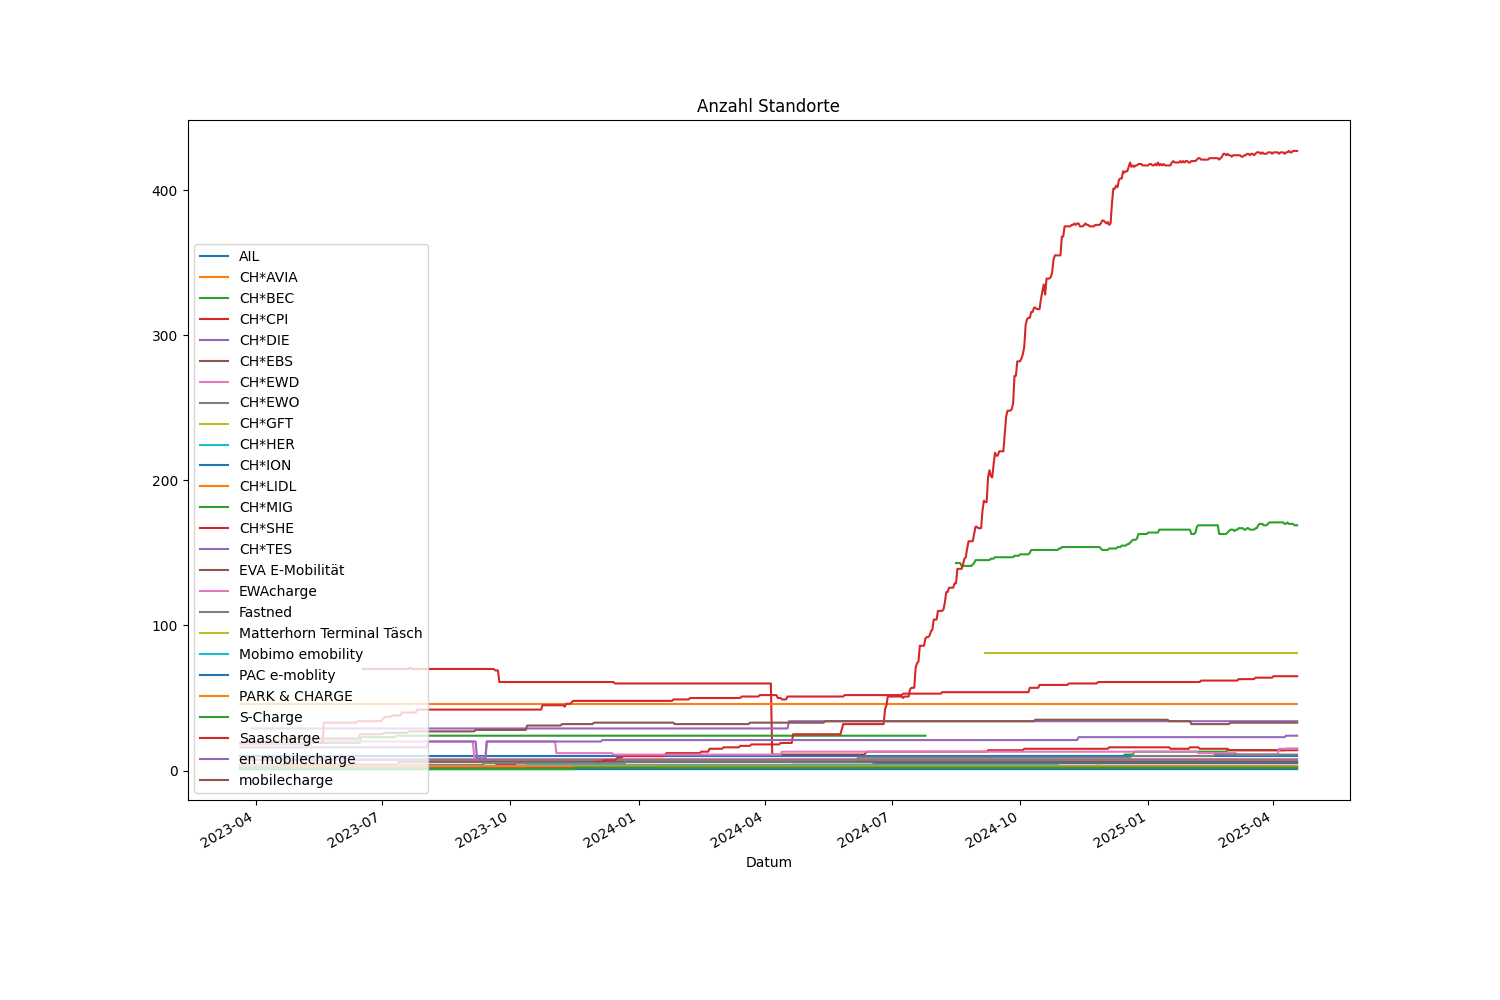 Anzahl Standorte
400
300
200
100
0
AIL
CH*AVIA
CH*BEC
CH*CPI
CH*DIE
CH*EBS
CH*EWD
CH*EWO
CH*GFT
CH*HER
CH*ION
CH*LIDL
CH*MIG
CH*SHE
CH*TES
EVA E-Mobilität
EWAcharge
Fastned
Matterhorn Terminal Täsch
Mobimo emobility
PAC e-moblity
PARK & CHARGE
S-Charge
Saascharge
en mobilecharge
mobilecharge
2023-04
2023-07
2023-10
2024-01
2024-04
2024-07
2024-10
2025-01
2025-04
Datum